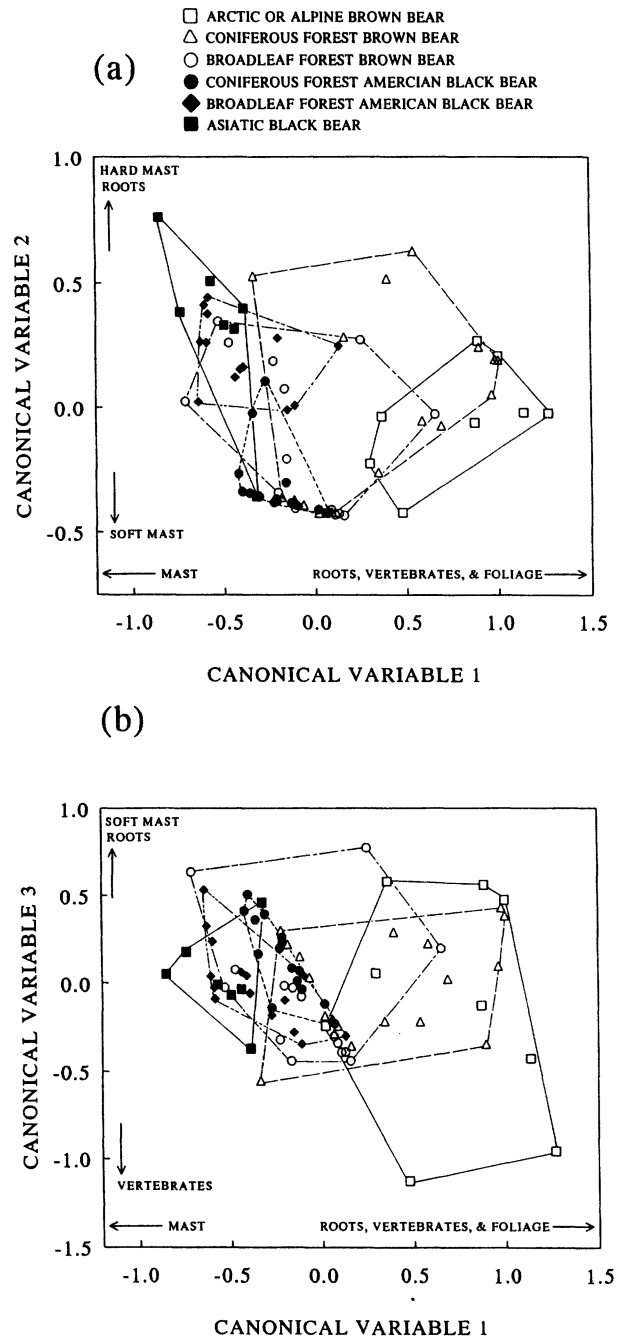 ARCTIC OR ALPINE BROWN BEAR
CONIFEROUS FOREST BROWN BEAR
BROADLEAF FOREST BROWN BEAR
CONIFEROUS FOREST AMERCIAN BLACK BEAR
BROADLEAF FOREST AMERICAN BLACK BEAR
ASIATIC BLACK BEAR
(a)
1.0
0.5
0.0
-0.5
CANONICAL VARIABLE 2
HARD MAST
ROOTS
SOFT MAST
MAST
ROOTS, VERTEBRATES, & FOLIAGE
-1.0 -0.5 0.0 0.5 1.0 1.5
CANONICAL VARIABLE 1
(b)
1.0
0.5
0.0
-0.5
-1.0
-1.5
CANONICAL VARIABLE 3
SOFT MAST
ROOTS
VERTEBRATES
MAST
ROOTS, VERTEBRATES, & FOLIAGE
-1.0 -0.5 0.0 0.5 1.0 1.5
CANONICAL VARIABLE 1